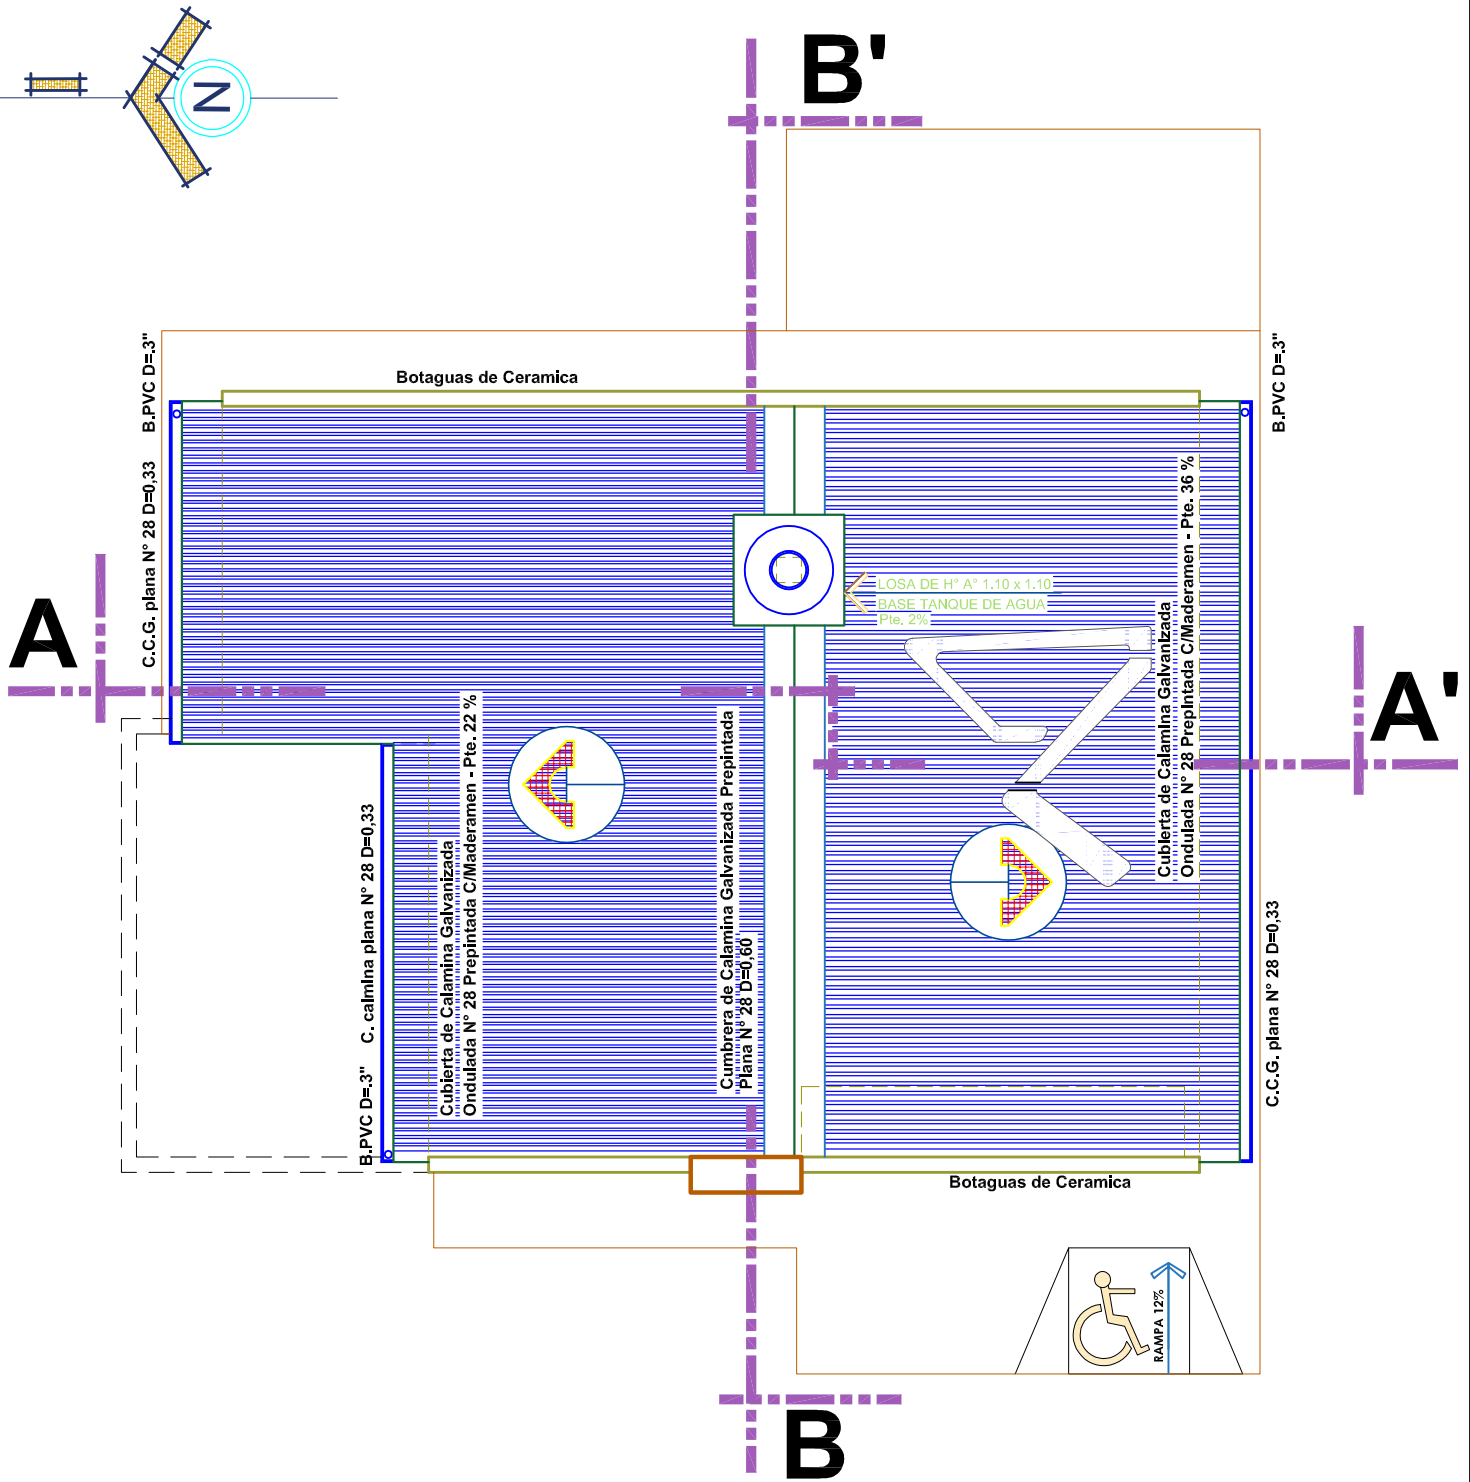 N
B'
Botaguas de Ceramica
B.PVC D=.3"
C.C.G. plana N° 28 D=0,33
B.PVC D=.3"
A
LOSA DE H° A° 1.10 x 1.10
BASE TANQUE DE AGUA
Pte. 2%
Cubierta de Calamina Galvanizada
Ondulada N° 28 Prepintada C/Maderamen - Pte. 36 %
A'
Cubierta de Calamina Galvanizada
Ondulada N° 28 Prepintada C/Maderamen - Pte. 22 %
Cumbrera de Calamina Galvanizada Prepintada
Plana N° 28 D=0,60
C. calmina plana N° 28 D=0,33
B.PVC D=.3"
C.C.G. plana N° 28 D=0,33
Botaguas de Ceramica
RAMPA 12%
B